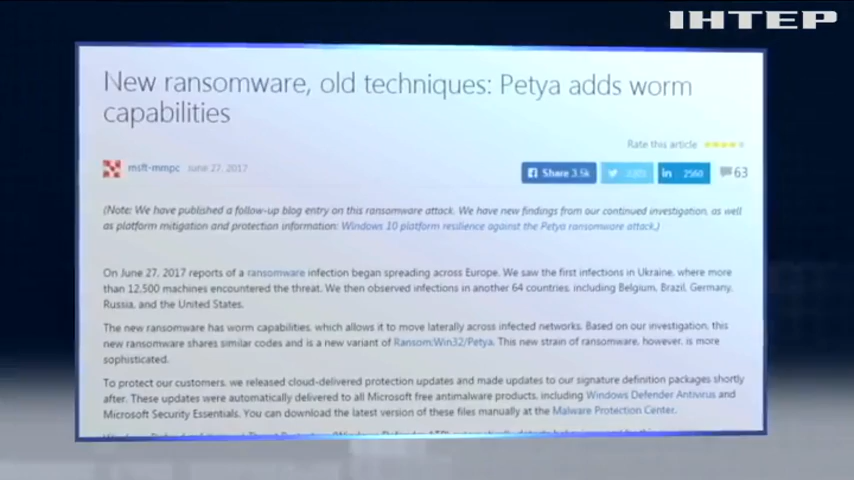 ІНТЕР
New ransomware, old techniques: Petya adds worm
capabilities
Rate this article
msft-mmpc June 27, 2017
Share 3.5k
in 2560
63
(Note: We have published a follow-up blog entry on this ransomware attack. We have new findings from our continued investigation, as well
as platform mitigation and protection information: Windows 10 platform resilience against the Petya ransomware attack.)
On June 27, 2017 reports of a ransomware infection began spreading across Europe. We saw the first infections in Ukraine, where more
than 12,500 machines encountered the threat. We then observed infections in another 64 countries, including Belgium, Brazil, Germany,
Russia, and the United States.
The new ransomware has worm capabilities, which allows it to move laterally across infected networks. Based on our investigation, this
new ransomware shares similar codes and is a new variant of Ransom:Win32/Petya. This new strain of ransomware, however, is more
sophisticated.
To protect our customers, we released cloud-delivered protection updates and made updates to our signature definition packages shortly
after. These updates were automatically delivered to all Microsoft free antimalware products, including Windows Defender Antivirus and
Microsoft Security Essentials. You can download the latest version of these files manually at the Malware Protection Center.